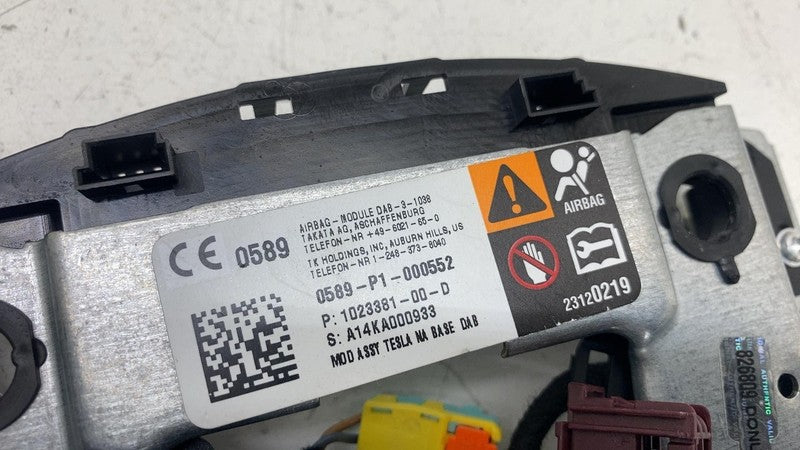 CE 0589
AIRBAG-MODULE DAB-3-1038
TAKATA AG, ASCHAFFENBURG
TELEFON-NR +49-6021-65-0
TK HOLDINGS, INC, AUBURN HILLS, US
TELEFON-NR 1-248-373-8040
0589-P1-000552
P: 1023381-00-D
S: A14KA000933
MOD ASSY TESLA NA BASE DAB
AIRBAG
23120219
826809